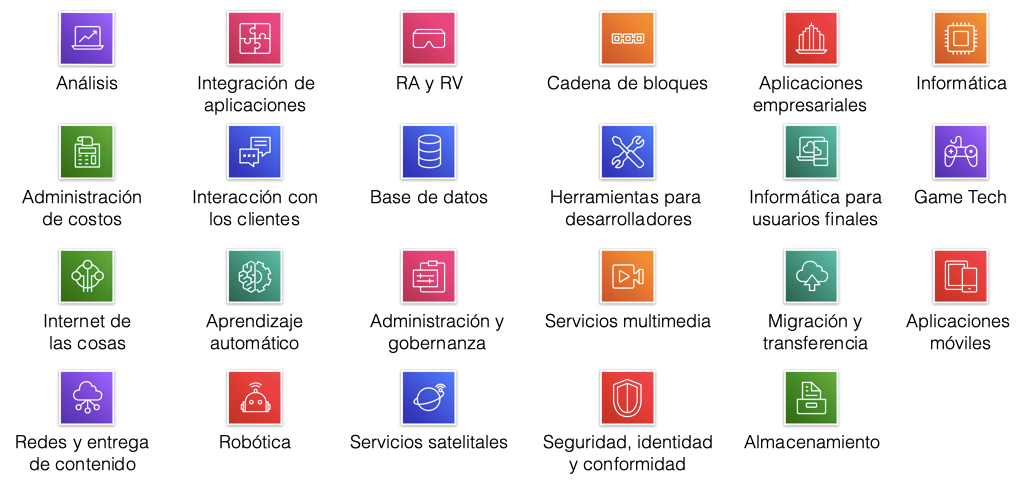 Análisis
Integración de
aplicaciones
RA y RV
Cadena de bloques
Aplicaciones
empresariales
Informática
Administración
de costos
Interacción con
los clientes
Base de datos
Herramientas para
desarrolladores
Informática para
usuarios finales
Game Tech
Internet de
las cosas
Aprendizaje
automático
Administración y
gobernanza
Servicios multimedia
Migración y
transferencia
Aplicaciones
móviles
Redes y entrega
de contenido
Robótica
Servicios satelitales
Seguridad, identidad
y conformidad
Almacenamiento